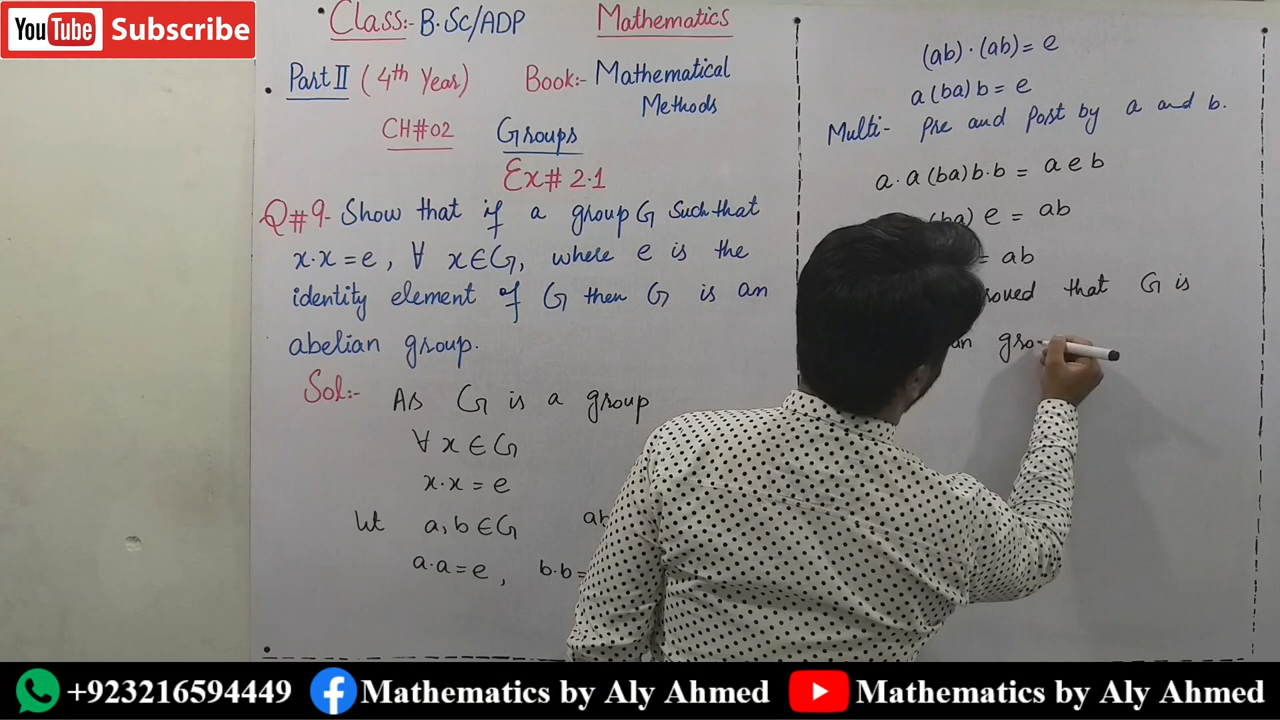 YouTube Subscribe
Class:- B.Sc/ADP Mathematics
Part II (4th Year) Book:- Mathematical
Methods
CH#02 Groups
Ex# 2.1
Q#9- Show that if a group G Such that
x·x = e, ∀ x∈G, where e is the
identity element of G then G is an
abelian group.
Sol:- As G is a group
∀ x∈G
x·x = e
let a, b ∈ G ab
a·a = e, b·b =
(ab)·(ab) = e
a(ba)b = e
Multi- Pre and Post by a and b.
a·a(ba)b·b = a e b
(ba) e = ab
= ab
that G is
gro
+923216594449 Mathematics by Aly Ahmed Mathematics by Aly Ahmed